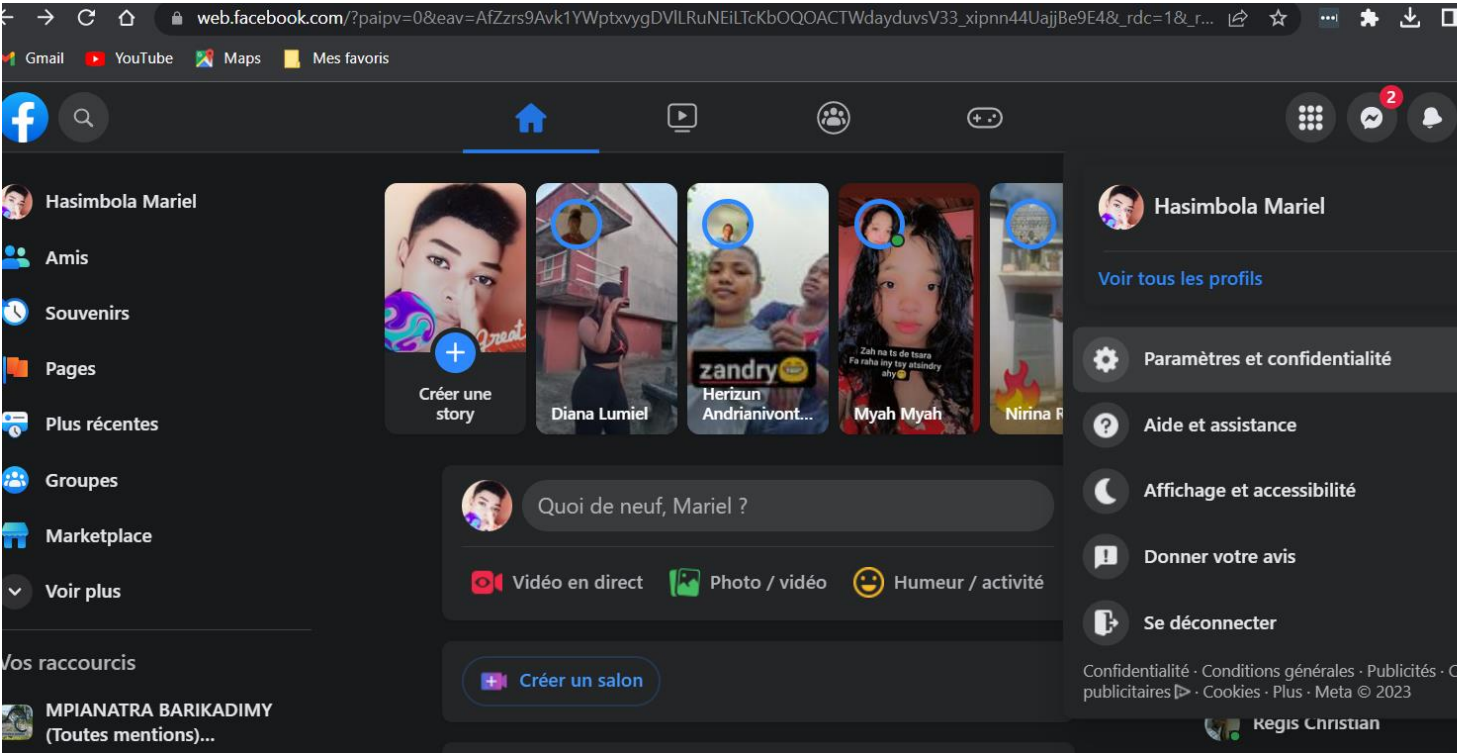 web.facebook.com/?paipv=0&eav=AfZzrs9Avk1YWptxvygDVlLRuNEiLTcKbOQOACTWdayduvsV33_xipnn44UajjBe9E4&_rdc=1&_r...
Gmail
YouTube
Maps
Mes favoris
2
Hasimbola Mariel
Amis
Souvenirs
Pages
Plus récentes
Groupes
Marketplace
Voir plus
Vos raccourcis
MPIANATRA BARIKADIMY
(Toutes mentions)...
Great
Créer une
story
Diana Lumiel
zandry
Herizun
Andrianivont...
Zah na ts de tsara
Fa raha iny tsy atsindry
ahy
Myah Myah
Nirina R
Quoi de neuf, Mariel ?
Vidéo en direct
Photo / vidéo
Humeur / activité
Créer un salon
Hasimbola Mariel
Voir tous les profils
Paramètres et confidentialité
Aide et assistance
Affichage et accessibilité
Donner votre avis
Se déconnecter
Confidentialité · Conditions générales · Publicités · C
publicitaires · Cookies · Plus · Meta © 2023
Regis Christian